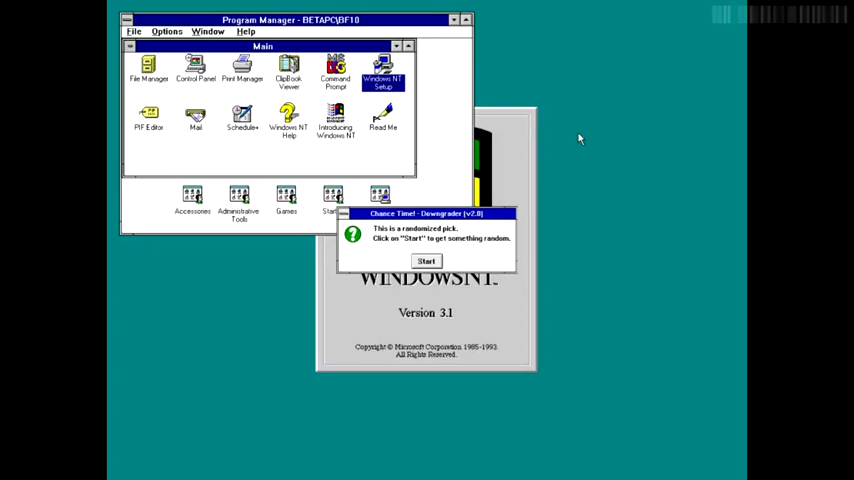 Program Manager - BETAPC\BF10
File Options Window Help
Main
File Manager Control Panel Print Manager ClipBook Viewer Command Prompt Windows NT Setup
PIF Editor Mail Schedule+ Windows NT Help Introducing Windows NT Read Me
Accessories Administrative Tools Games
Chance Time! - Downgrader (v2.0)
This is a randomized pick.
Click on "Start" to get something random.
Start
WINDOWS NT™
Version 3.1
Copyright © Microsoft Corporation 1985-1993.
All Rights Reserved.